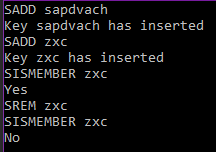 SADD sapdvach
Key sapdvach has inserted
SADD zxc
Key zxc has inserted
SISMEMBER zxc
Yes
SREM zxc
SISMEMBER zxc
No